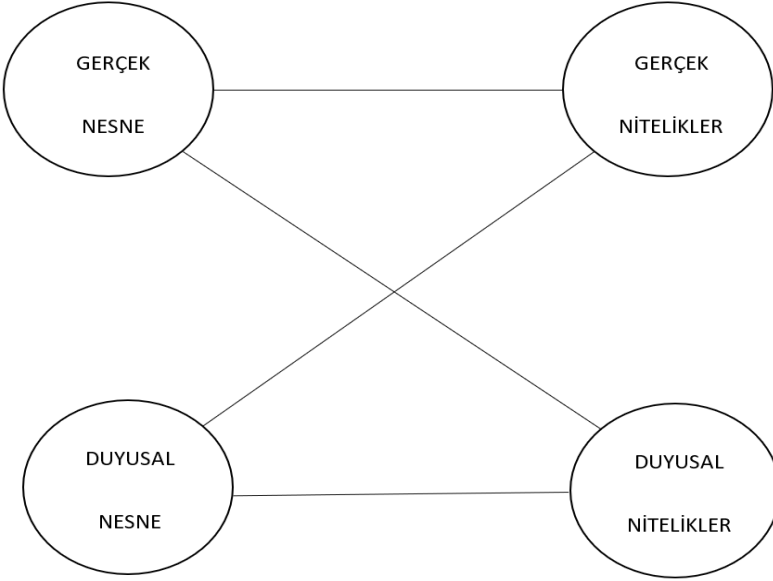 GERÇEK
NESNE
GERÇEK
NİTELİKLER
DUYUSAL
NESNE
DUYUSAL
NİTELİKLER